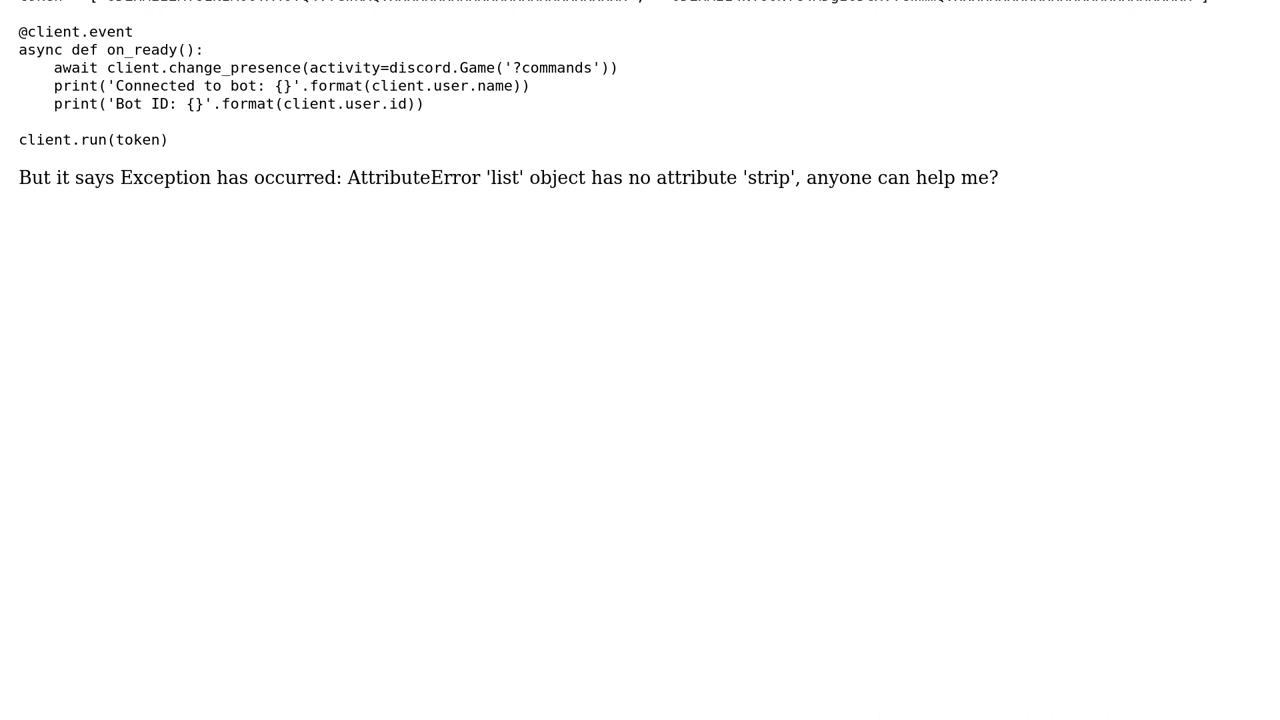 @client.event
async def on_ready():
    await client.change_presence(activity=discord.Game('?commands'))
    print('Connected to bot: {}'.format(client.user.name))
    print('Bot ID: {}'.format(client.user.id))
client.run(token)
But it says Exception has occurred: AttributeError 'list' object has no attribute 'strip', anyone can help me?